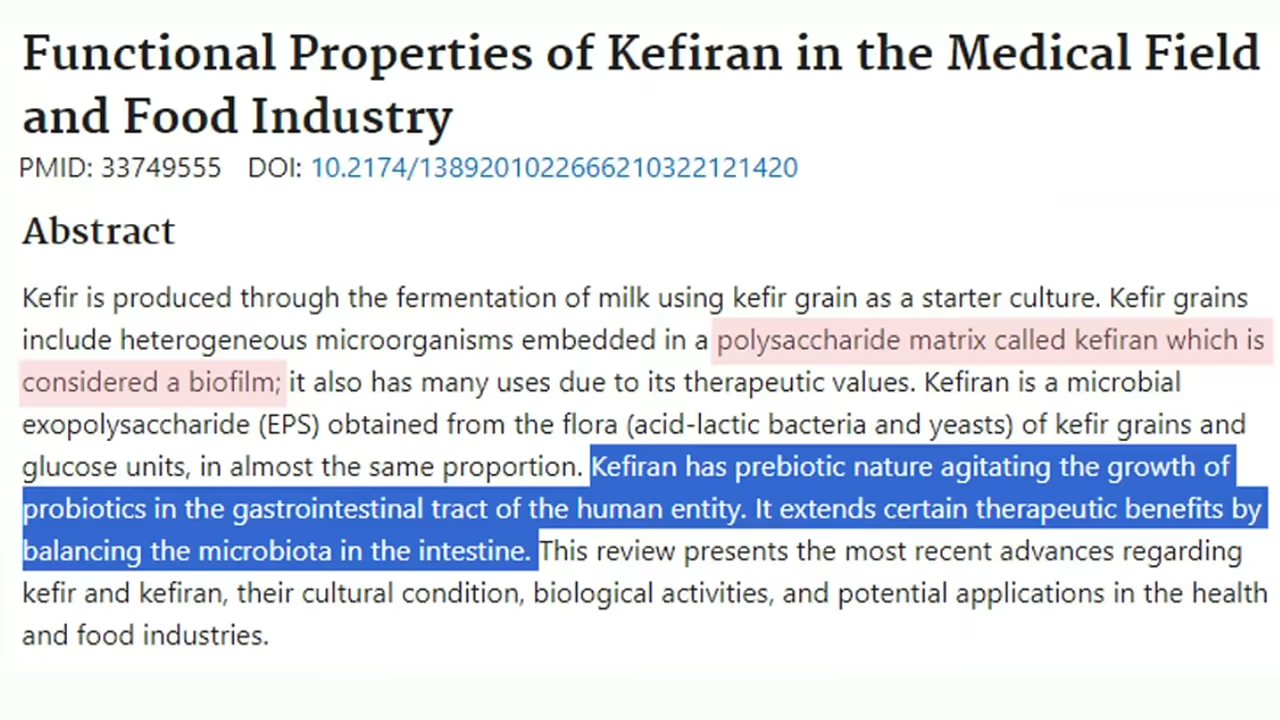 Functional Properties of Kefiran in the Medical Field
and Food Industry
PMID: 33749555 DOI: 10.2174/1389201022666210322121420
Abstract
Kefir is produced through the fermentation of milk using kefir grain as a starter culture. Kefir grains
include heterogeneous microorganisms embedded in a polysaccharide matrix called kefiran which is
considered a biofilm; it also has many uses due to its therapeutic values. Kefiran is a microbial
exopolysaccharide (EPS) obtained from the flora (acid-lactic bacteria and yeasts) of kefir grains and
glucose units, in almost the same proportion. Kefiran has prebiotic nature agitating the growth of
probiotics in the gastrointestinal tract of the human entity. It extends certain therapeutic benefits by
balancing the microbiota in the intestine. This review presents the most recent advances regarding
kefir and kefiran, their cultural condition, biological activities, and potential applications in the health
and food industries.